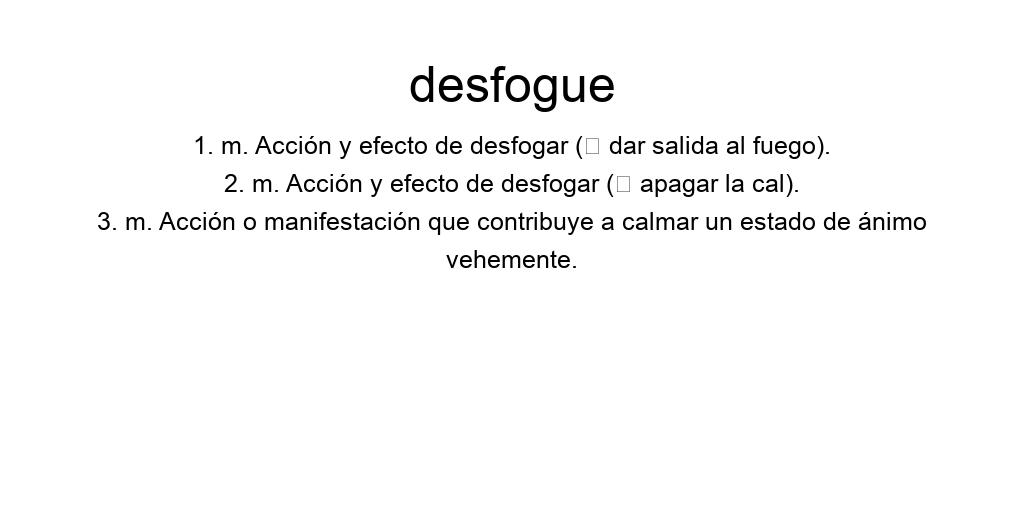 desfogue
1. m. Acción y efecto de desfogar (□ dar salida al fuego).
2. m. Acción y efecto de desfogar (□ apagar la cal).
3. m. Acción o manifestación que contribuye a calmar un estado de ánimo
vehemente.